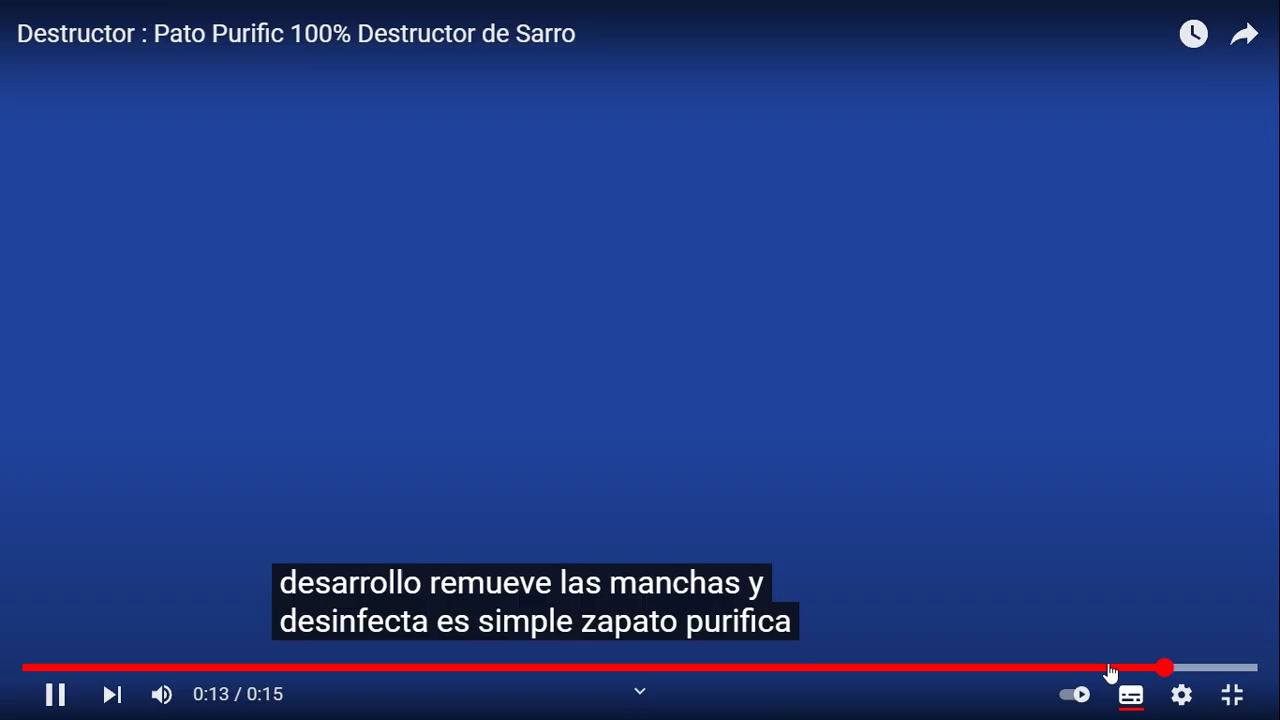 Destructor : Pato Purific 100% Destructor de Sarro
desarrollo remueve las manchas y
desinfecta es simple zapato purifica
0:13 / 0:15